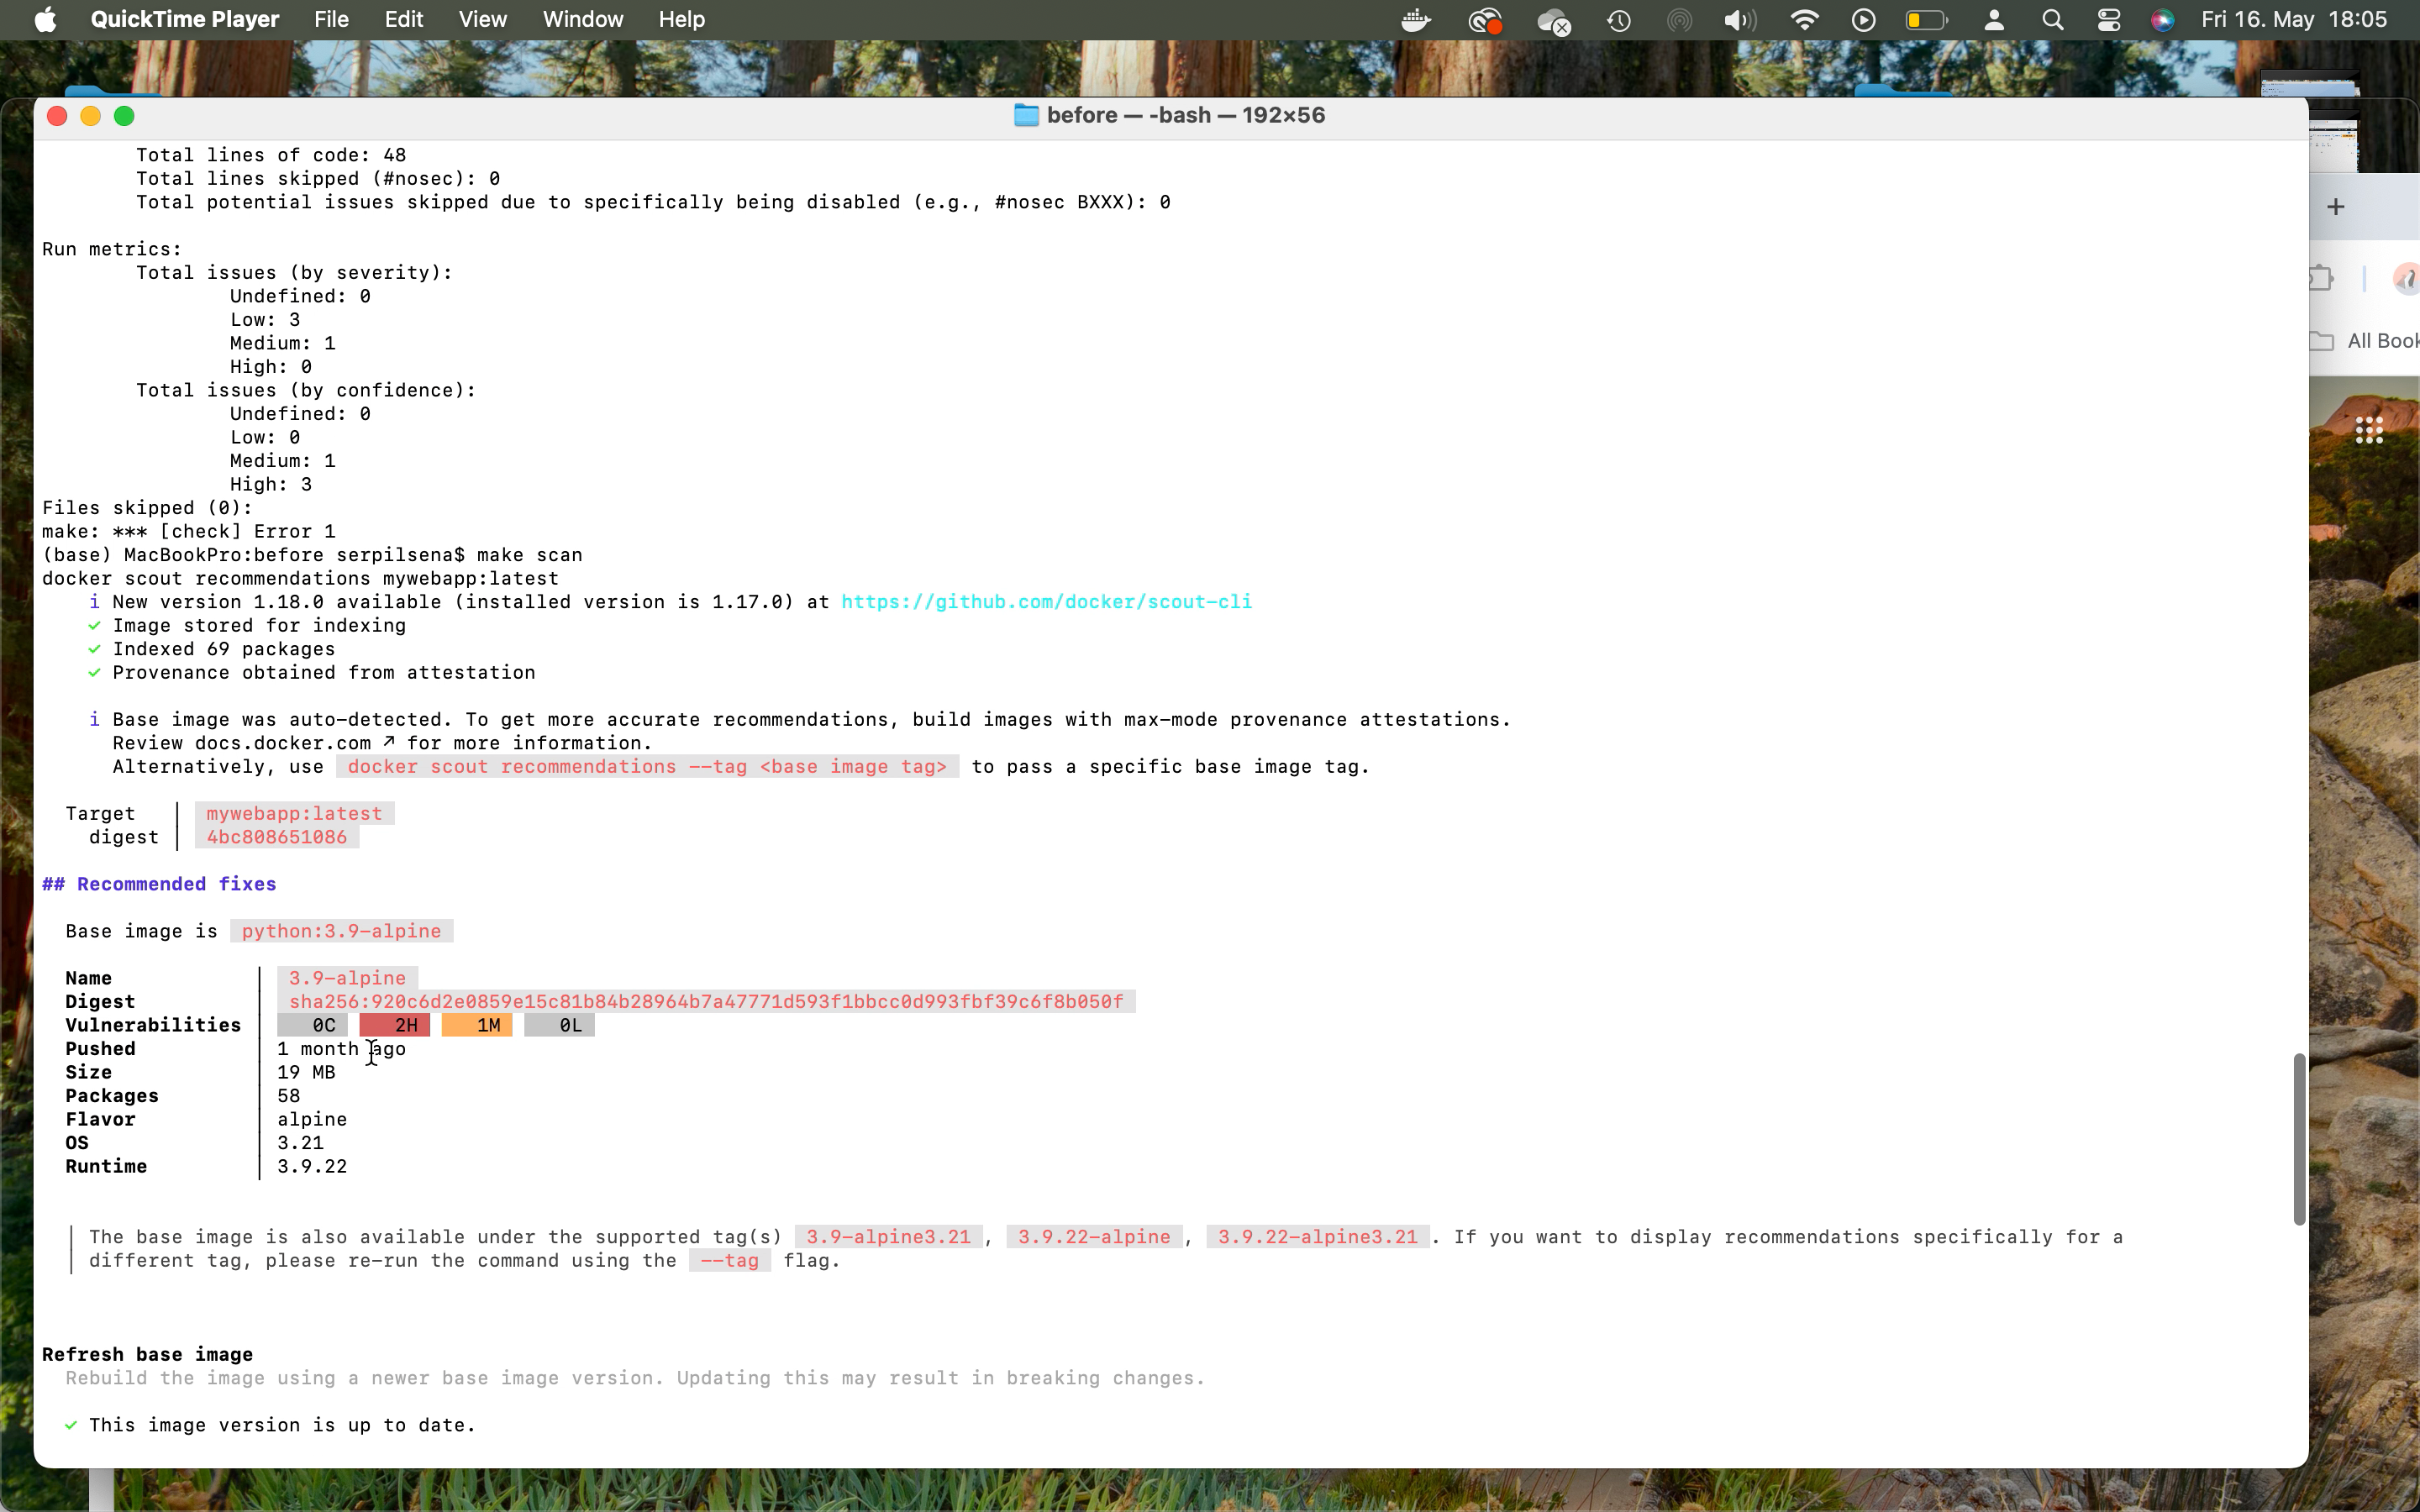 QuickTime Player File Edit View Window Help Fri 16. May 18:05
before — -bash — 192×56
Total lines of code: 48
Total lines skipped (#nosec): 0
Total potential issues skipped due to specifically being disabled (e.g., #nosec BXXX): 0
Run metrics:
Total issues (by severity):
Undefined: 0
Low: 3
Medium: 1
High: 0
Total issues (by confidence):
Undefined: 0
Low: 0
Medium: 1
High: 3
Files skipped (0):
make: *** [check] Error 1
(base) MacBookPro:before serpilsena$ make scan
docker scout recommendations mywebapp:latest
i New version 1.18.0 available (installed version is 1.17.0) at https://github.com/docker/scout-cli
✓ Image stored for indexing
✓ Indexed 69 packages
✓ Provenance obtained from attestation
i Base image was auto-detected. To get more accurate recommendations, build images with max-mode provenance attestations.
Review docs.docker.com ↗ for more information.
Alternatively, use docker scout recommendations --tag <base image tag> to pass a specific base image tag.
Target │ mywebapp:latest
digest │ 4bc808651086
## Recommended fixes
Base image is python:3.9-alpine
Name │ 3.9-alpine
Digest │ sha256:920c6d2e0859e15c81b84b28964b7a47771d593f1bbcc0d993fbf39c6f8b050f
Vulnerabilities │ 0C 2H 1M 0L
Pushed │ 1 month ago
Size │ 19 MB
Packages │ 58
Flavor │ alpine
OS │ 3.21
Runtime │ 3.9.22
│ The base image is also available under the supported tag(s) 3.9-alpine3.21 , 3.9.22-alpine , 3.9.22-alpine3.21 . If you want to display recommendations specifically for a
│ different tag, please re-run the command using the --tag flag.
Refresh base image
Rebuild the image using a newer base image version. Updating this may result in breaking changes.
✓ This image version is up to date.
All Book